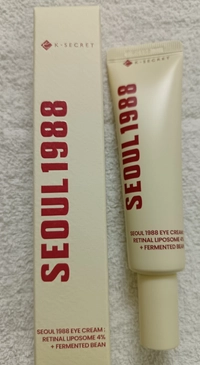 K·SECRET
SEOUL1988
SEOUL 1988 EYE CREAM :
RETINAL LIPOSOME 4%
+ FERMENTED BEAN
SEOUL1988
SEOUL 1988 EYE CREAM
RETINAL LIPOSOME 4%
+ FERMENTED BEAN